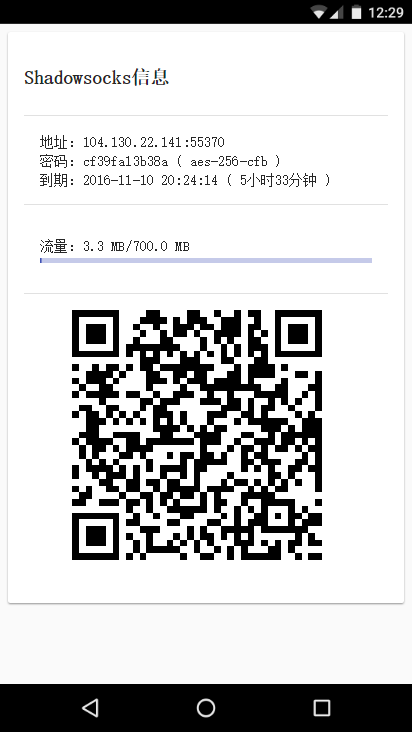 12:29
Shadowsocks信息
地址：104.130.22.141:55370
密码：cf39fa13b38a ( aes-256-cfb )
到期：2016-11-10 20:24:14 ( 5小时33分钟 )
流量：3.3 MB/700.0 MB